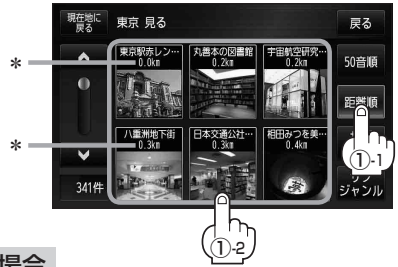 現在地に
戻る
東京 見る
戻る
東京駅赤レン…
0.0km
丸善本の図書館
0.2km
宇宙航空研究…
0.2km
50音順
＊
距離順
八重洲地下街
0.3km
日本交通公社…
0.3km
相田みつを美…
0.4km
＊
①-1
341件
ジャンル
①-2
場合